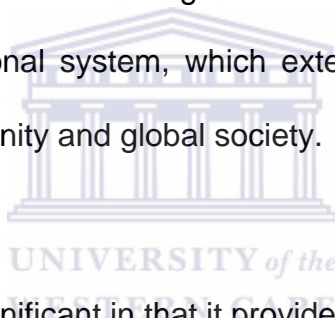 onal system, which exte
nity and global society.
UNIVERSITY of the
nificant in that it provide